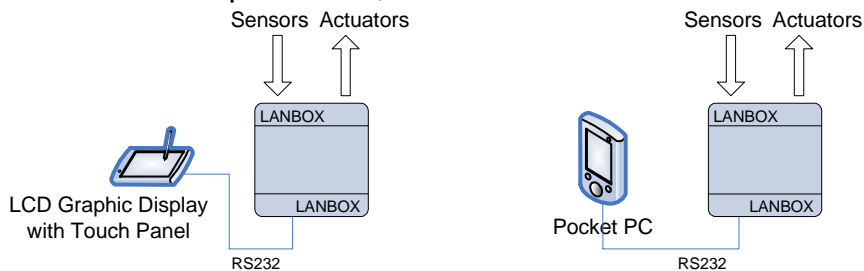 Sensors Actuators
LANBOX
LANBOX
LCD Graphic Display
with Touch Panel
RS232
Sensors Actuators
LANBOX
LANBOX
Pocket PC
RS232